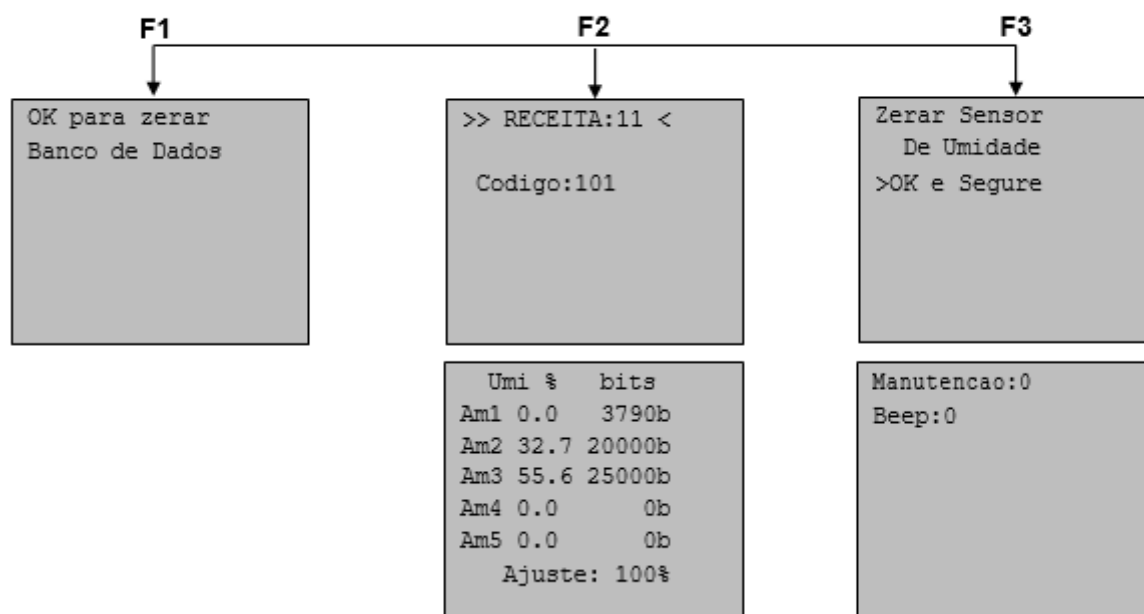 F1
F2
F3
OK para zerar
Banco de Dados
>> RECEITA:11 <
Codigo:101
Zerar Sensor
De Umidade
>OK e Segure
Umi % bits
Am1 0.0 3790b
Am2 32.7 20000b
Am3 55.6 25000b
Am4 0.0 0b
Am5 0.0 0b
Ajuste: 100%
Manutencao:0
Beep:0